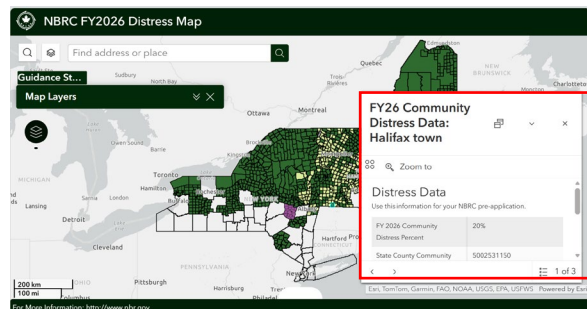 NBRC FY2026 Distress Map
Find address or place
Guidance St...
Map Layers
FY26 Community
Distress Data:
Halifax town
Zoom to
Distress Data
Use this information for your NBRC pre-application.
FY 2026 Community
Distress Percent
20%
State County Community
5002531150
1 of 3
Edmundston
Quebec
NEW
BRUNSWICK
Charlotteto
Moncton
Trois
Rivières
Sudbury
North Bay
Ottawa
Montreal
Owen Sound
Barrie
Kingston
Toronto
Hamilton
Rochester
Buffalo
NEW YORK
MICHIGAN
Lansing
Sarnia
London
Detroit
Cleveland
Hartford
CONNECTICUT
PENNSYLVANIA
OHIO
Pittsburgh
Harrisburg
Columbus
200 km
100 mi
Esri, TomTom, Garmin, FAO, NOAA, USGS, EPA, USFWS
Powered by Esri
For More Information: http://www.nbr.gov